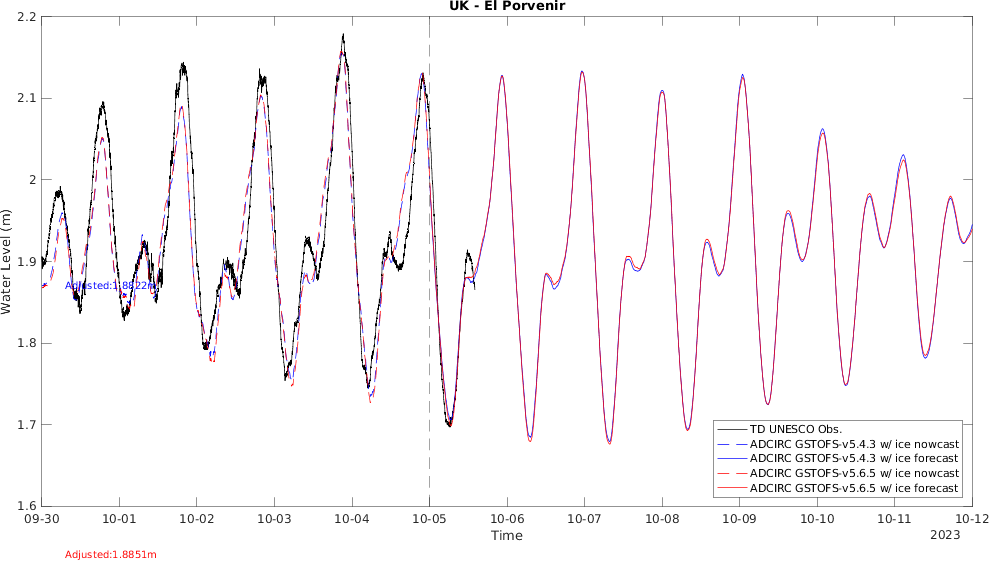 UK - El Porvenir
2.2
2.1
2
1.9
1.8
1.7
1.6
Water Level (m)
Adjusted:1.8822m
TD UNESCO Obs.
ADCIRC GSTOFS-v5.4.3 w/ ice nowcast
ADCIRC GSTOFS-v5.4.3 w/ ice forecast
ADCIRC GSTOFS-v5.6.5 w/ ice nowcast
ADCIRC GSTOFS-v5.6.5 w/ ice forecast
09-30 10-01 10-02 10-03 10-04 10-05 10-06 10-07 10-08 10-09 10-10 10-11 10-12
Time
2023
Adjusted:1.8851m